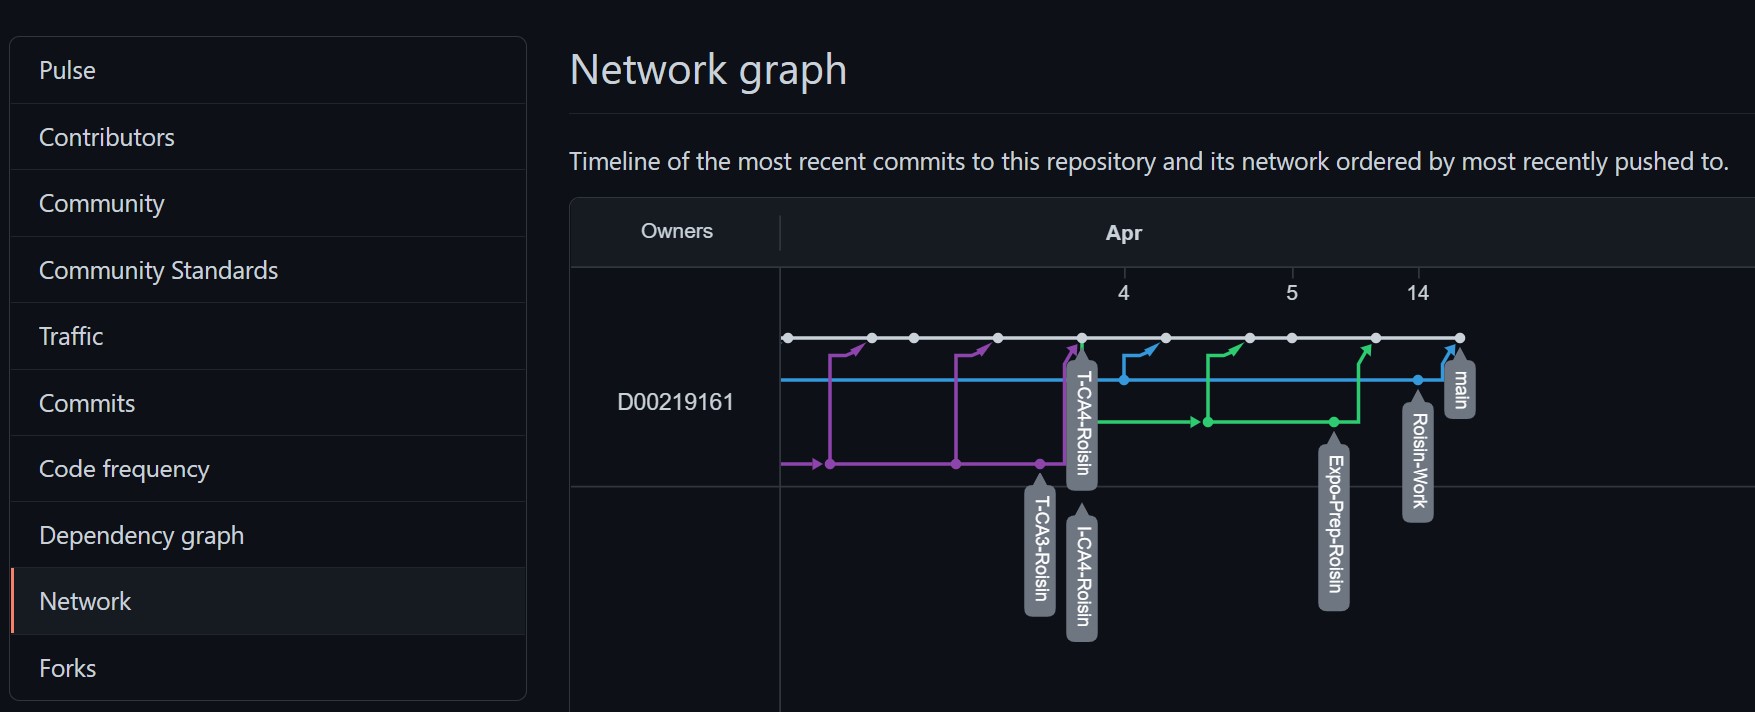 Pulse
Contributors
Community
Community Standards
Traffic
Commits
Code frequency
Dependency graph
Network
Forks
Network graph
Timeline of the most recent commits to this repository and its network ordered by most recently pushed to.
Owners
Apr
4
5
14
D00219161
T-CA3-Roisin
T-CA4-Roisin
I-CA4-Roisin
Expo-Prep-Roisin
Roisin-Work
main